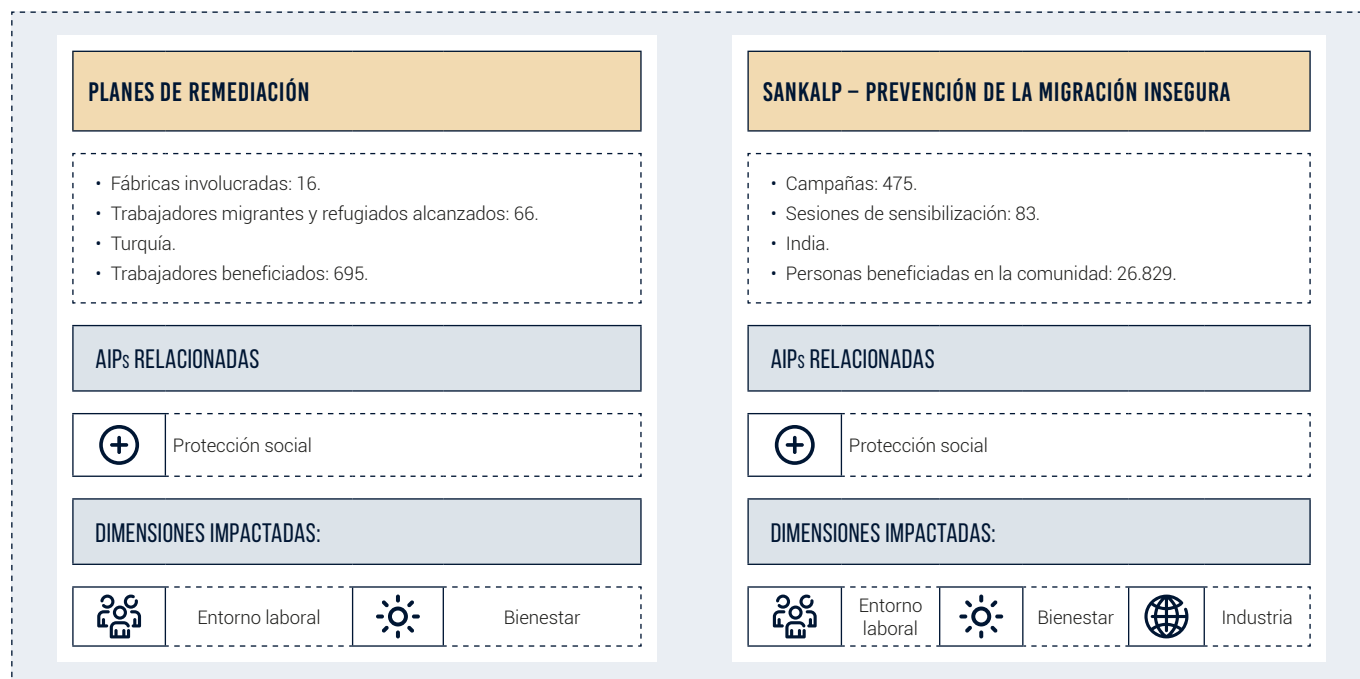 PLANES DE REMEDIACIÓN
• Fábricas involucradas: 16.
• Trabajadores migrantes y refugiados alcanzados: 66.
• Turquía.
• Trabajadores beneficiados: 695.
AIPs RELACIONADAS
Protección social
DIMENSIONES IMPACTADAS:
Entorno laboral
Bienestar
SANKALP – PREVENCIÓN DE LA MIGRACIÓN INSEGURA
• Campañas: 475.
• Sesiones de sensibilización: 83.
• India.
• Personas beneficiadas en la comunidad: 26.829.
AIPs RELACIONADAS
Protección social
DIMENSIONES IMPACTADAS:
Entorno
laboral
Bienestar
Industria